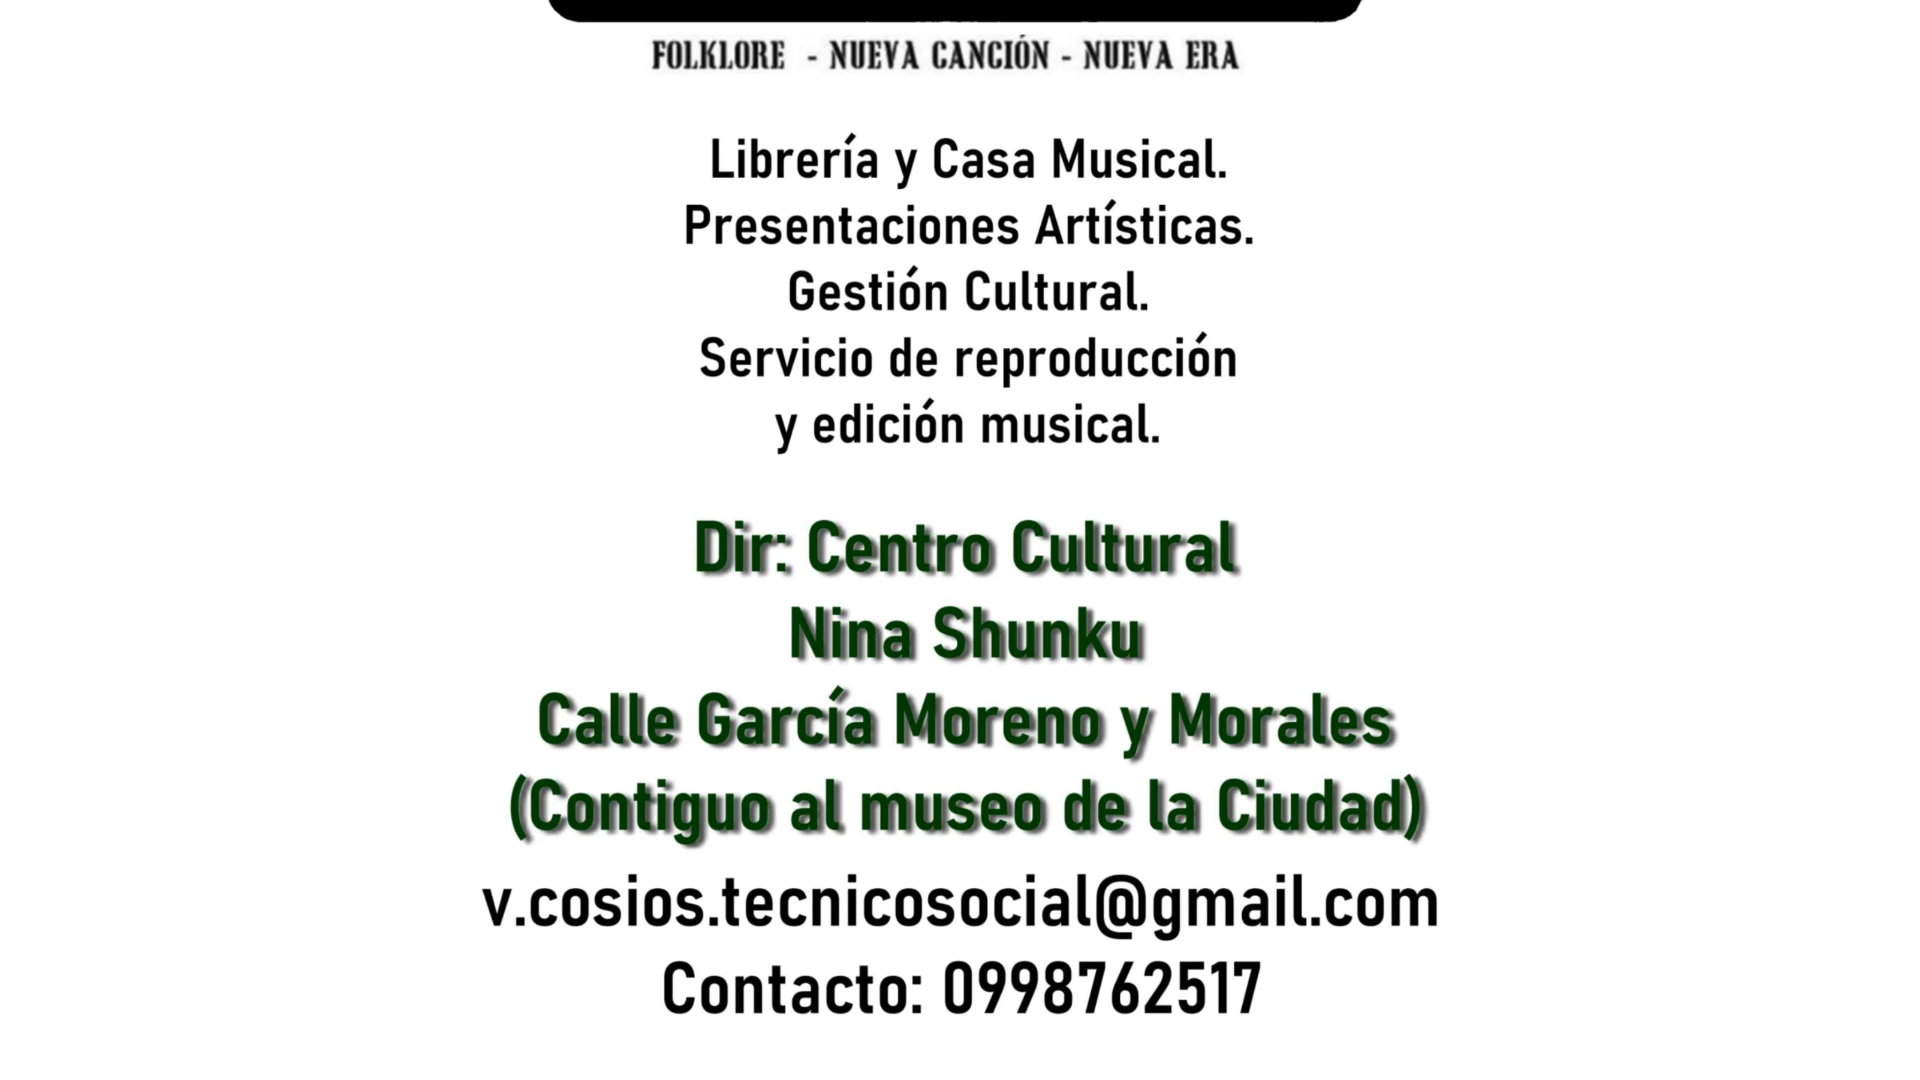 FOLKLORE - NUEVA CANCIÓN - NUEVA ERA
Librería y Casa Musical.
Presentaciones Artísticas.
Gestión Cultural.
Servicio de reproducción
y edición musical.
Dir: Centro Cultural
Nina Shunku
Calle García Moreno y Morales
(Contiguo al museo de la Ciudad)
v.cosios.tecnicosocial@gmail.com
Contacto: 0998762517